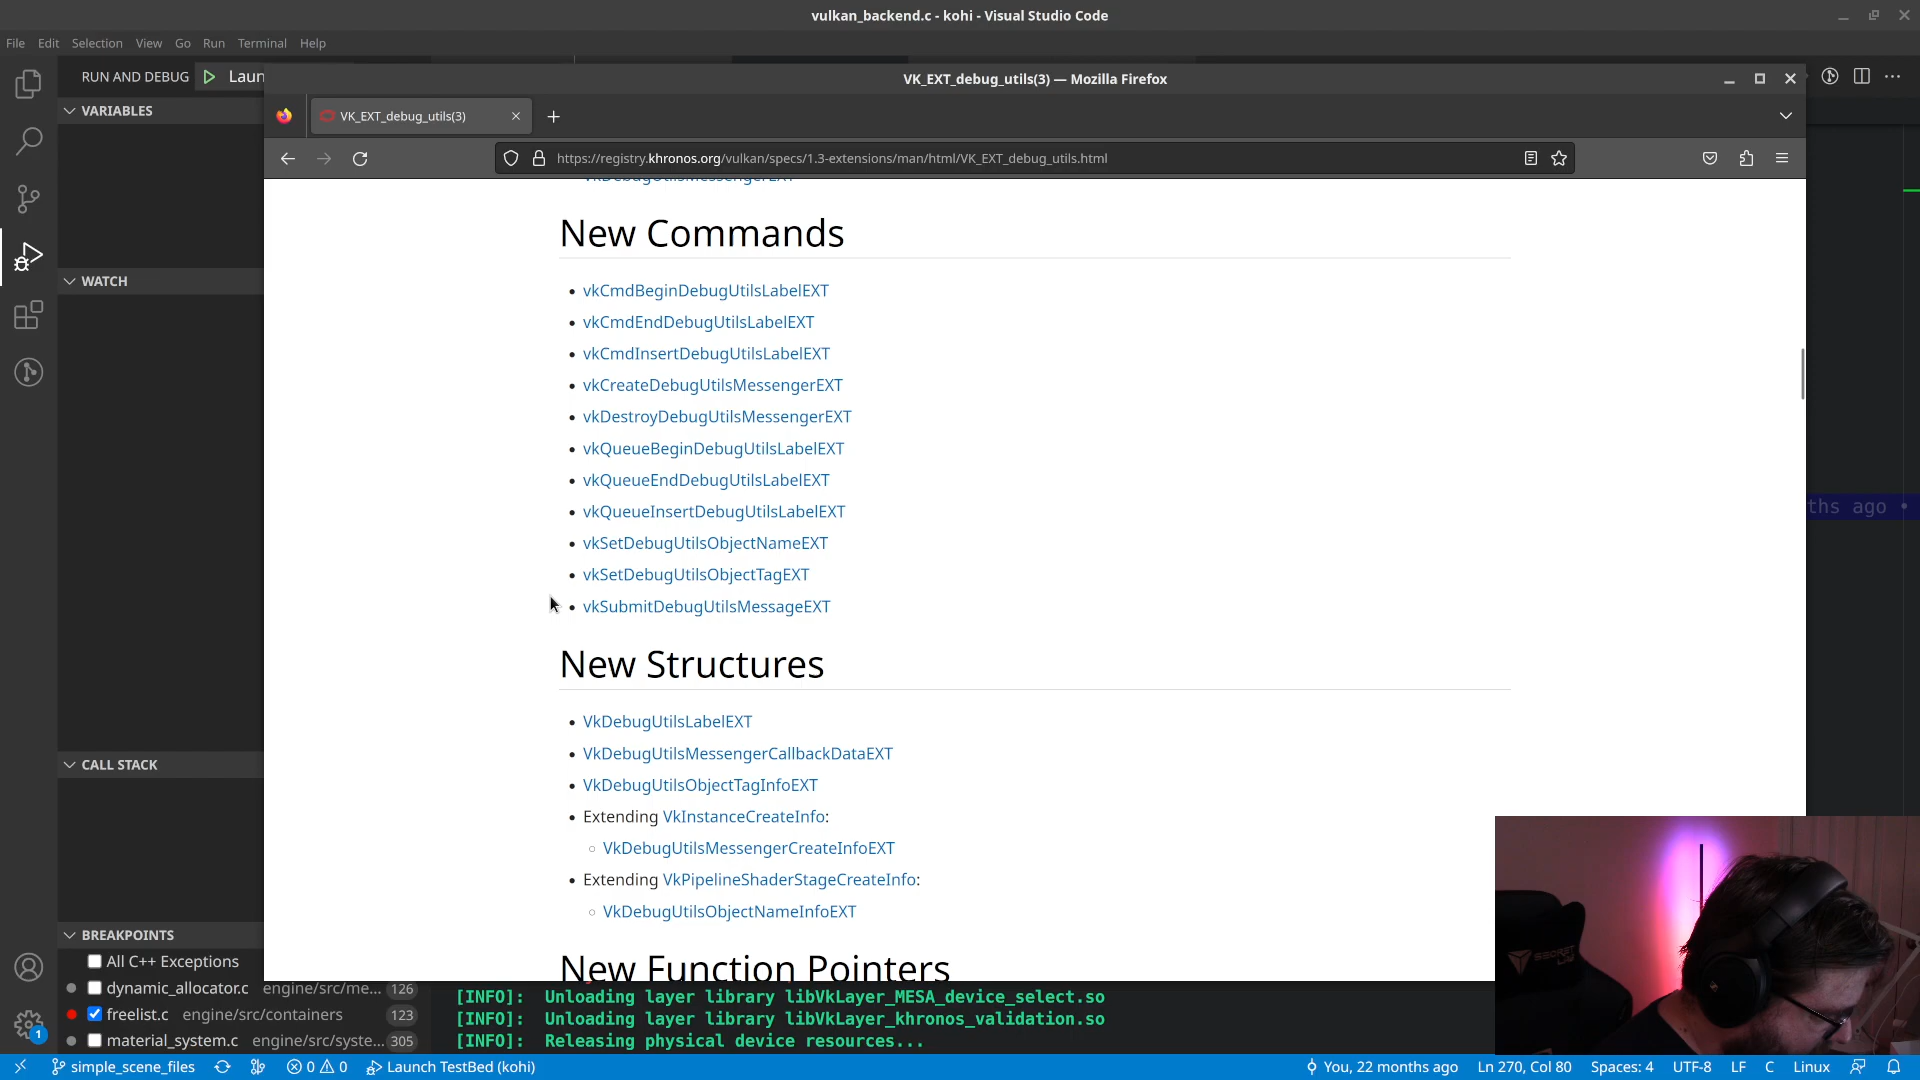 vulkan_backend.c - kohi - Visual Studio Code
File Edit Selection View Go Run Terminal Help
RUN AND DEBUG Laun
VK_EXT_debug_utils(3) — Mozilla Firefox
VARIABLES
VK_EXT_debug_utils(3)
https://registry.khronos.org/vulkan/specs/1.3-extensions/man/html/VK_EXT_debug_utils.html
VkDebugUtilsMessengerEXT
New Commands
vkCmdBeginDebugUtilsLabelEXT
WATCH
vkCmdEndDebugUtilsLabelEXT
vkCmdInsertDebugUtilsLabelEXT
vkCreateDebugUtilsMessengerEXT
vkDestroyDebugUtilsMessengerEXT
vkQueueBeginDebugUtilsLabelEXT
vkQueueEndDebugUtilsLabelEXT
vkQueueInsertDebugUtilsLabelEXT
ths ago •
vkSetDebugUtilsObjectNameEXT
vkSetDebugUtilsObjectTagEXT
vkSubmitDebugUtilsMessageEXT
New Structures
VkDebugUtilsLabelEXT
VkDebugUtilsMessengerCallbackDataEXT
CALL STACK
VkDebugUtilsObjectTagInfoEXT
Extending VkInstanceCreateInfo:
VkDebugUtilsMessengerCreateInfoEXT
Extending VkPipelineShaderStageCreateInfo:
VkDebugUtilsObjectNameInfoEXT
New Function Pointers
BREAKPOINTS
All C++ Exceptions
dynamic_allocator.c engine/src/me... 126
freelist.c engine/src/containers 123
material_system.c engine/src/syste... 305
[INFO]: Unloading layer library libVkLayer_MESA_device_select.so
[INFO]: Unloading layer library libVkLayer_khronos_validation.so
[INFO]: Releasing physical device resources...
1
simple_scene_files 0 0 Launch TestBed (kohi) You, 22 months ago Ln 270, Col 80 Spaces: 4 UTF-8 LF C Linux